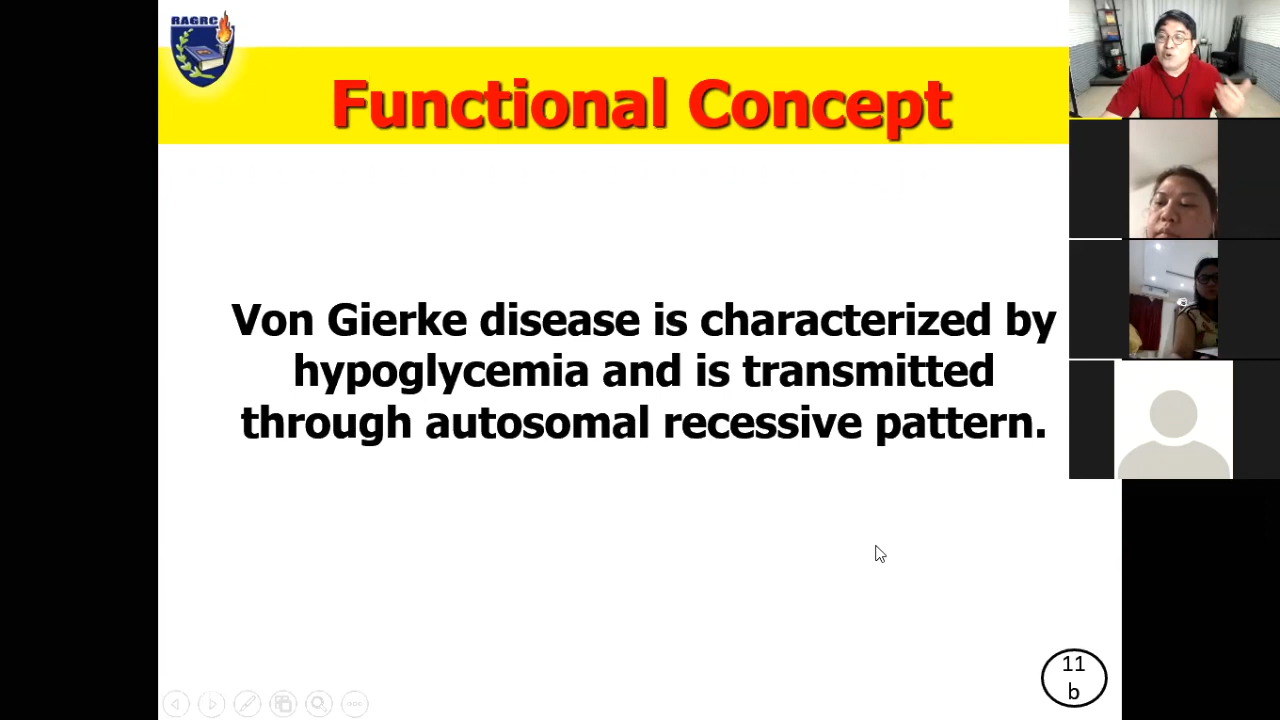 RAGRC
Functional Concept
Von Gierke disease is characterized by
hypoglycemia and is transmitted
through autosomal recessive pattern.
11
b